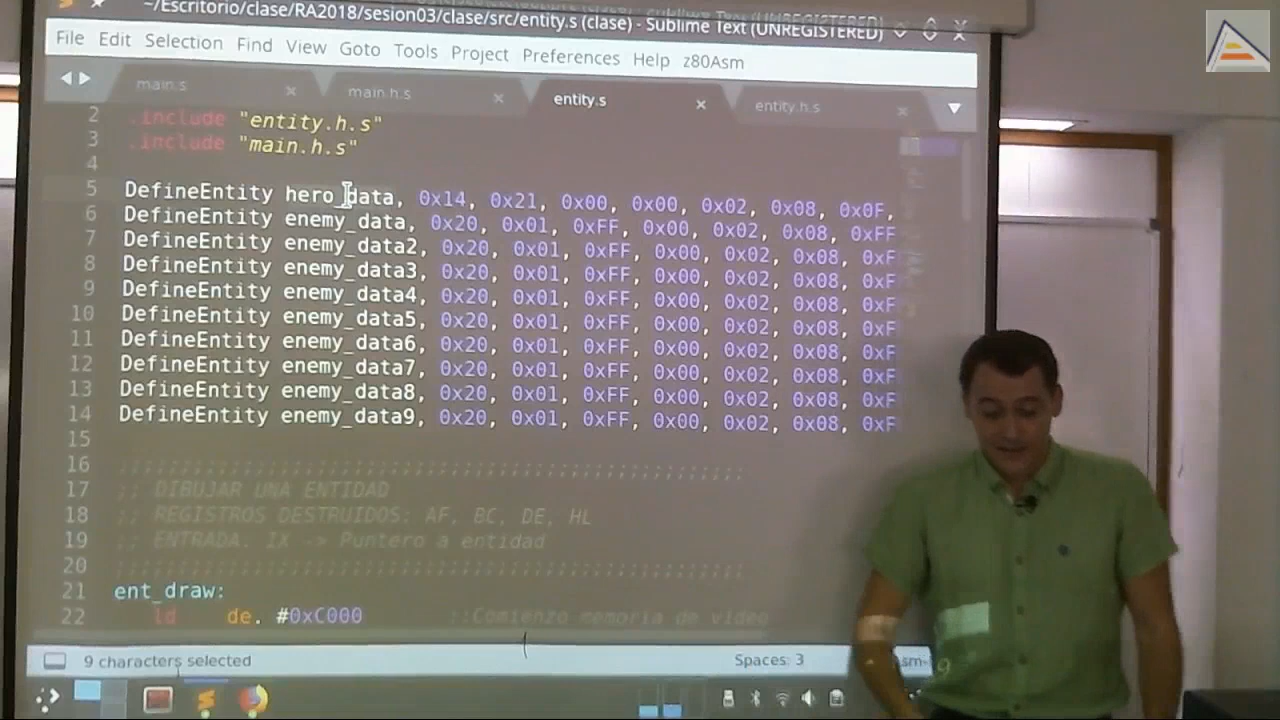 ~/Escritorio/clase/RA2018/sesion03/clase/src/entity.s (clase) - Sublime Text (UNREGISTERED)
File Edit Selection Find View Goto Tools Project Preferences Help z80Asm
main.s main.h.s entity.s entity.h.s
2 .include "entity.h.s"
3 .include "main.h.s"
4
5 DefineEntity hero_data, 0x14, 0x21, 0x00, 0x00, 0x02, 0x08, 0x0F,
6 DefineEntity enemy_data, 0x20, 0x01, 0xFF, 0x00, 0x02, 0x08, 0xFF
7 DefineEntity enemy_data2, 0x20, 0x01, 0xFF, 0x00, 0x02, 0x08, 0xF
8 DefineEntity enemy_data3, 0x20, 0x01, 0xFF, 0x00, 0x02, 0x08, 0xF
9 DefineEntity enemy_data4, 0x20, 0x01, 0xFF, 0x00, 0x02, 0x08, 0xF
10 DefineEntity enemy_data5, 0x20, 0x01, 0xFF, 0x00, 0x02, 0x08, 0xF
11 DefineEntity enemy_data6, 0x20, 0x01, 0xFF, 0x00, 0x02, 0x08, 0xF
12 DefineEntity enemy_data7, 0x20, 0x01, 0xFF, 0x00, 0x02, 0x08, 0xF
13 DefineEntity enemy_data8, 0x20, 0x01, 0xFF, 0x00, 0x02, 0x08, 0xF
14 DefineEntity enemy_data9, 0x20, 0x01, 0xFF, 0x00, 0x02, 0x08, 0xF
15
16 ;;;;;;;;;;;;;;;;;;;;;;;;;;;;;;;;;;;;;;;;;;;;;;;;;;;;;
17 ;; DIBUJAR UNA ENTIDAD
18 ;; REGISTROS DESTRUIDOS: AF, BC, DE, HL
19 ;; ENTRADA: IX -> Puntero a entidad
20 ;;;;;;;;;;;;;;;;;;;;;;;;;;;;;;;;;;;;;;;;;;;;;;;;;;;;;
21 ent_draw:
22 ld de, #0xC000 ;;Comienzo memoria de video
9 characters selected Spaces: 3